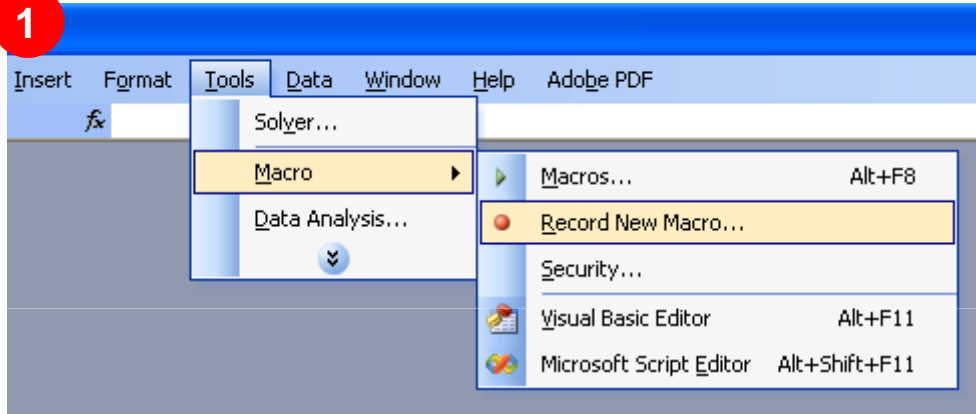 1
Insert Format Tools Data Window Help Adobe PDF
fx
Solver...
Macro
Data Analysis...
Macros... Alt+F8
Record New Macro...
Security...
Visual Basic Editor Alt+F11
Microsoft Script Editor Alt+Shift+F11